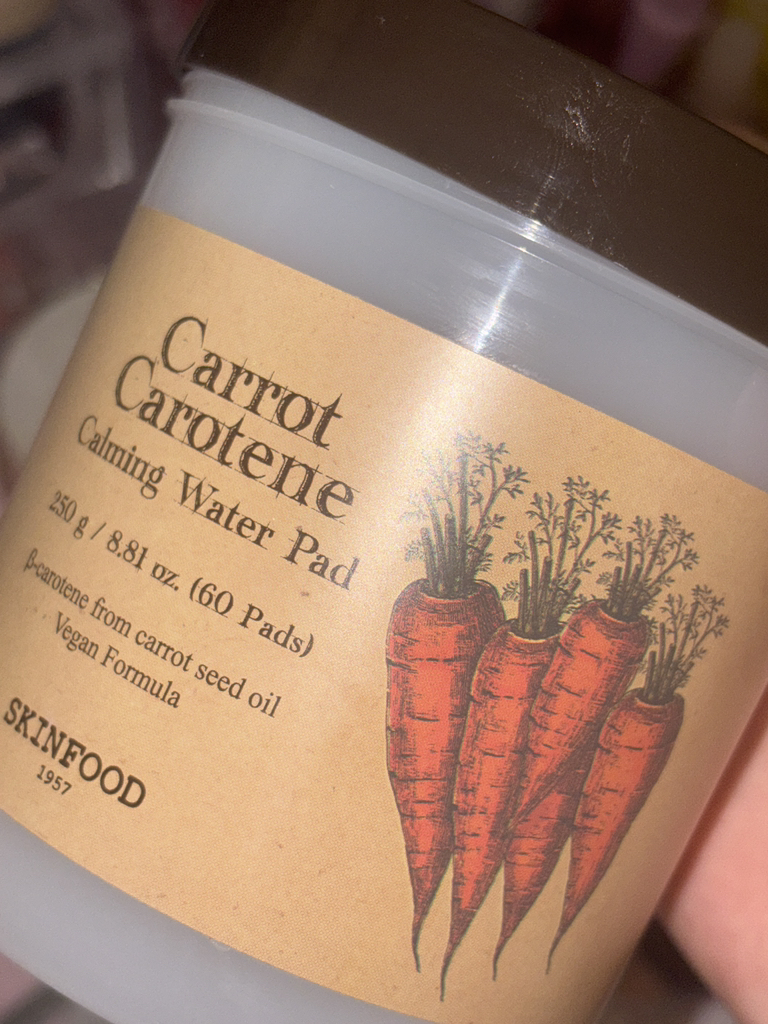 Carrot
Carotene
Calming Water Pad
250 g / 8.81 oz. (60 Pads)
β-carotene from carrot seed oil
Vegan Formula
SKINFOOD
1957